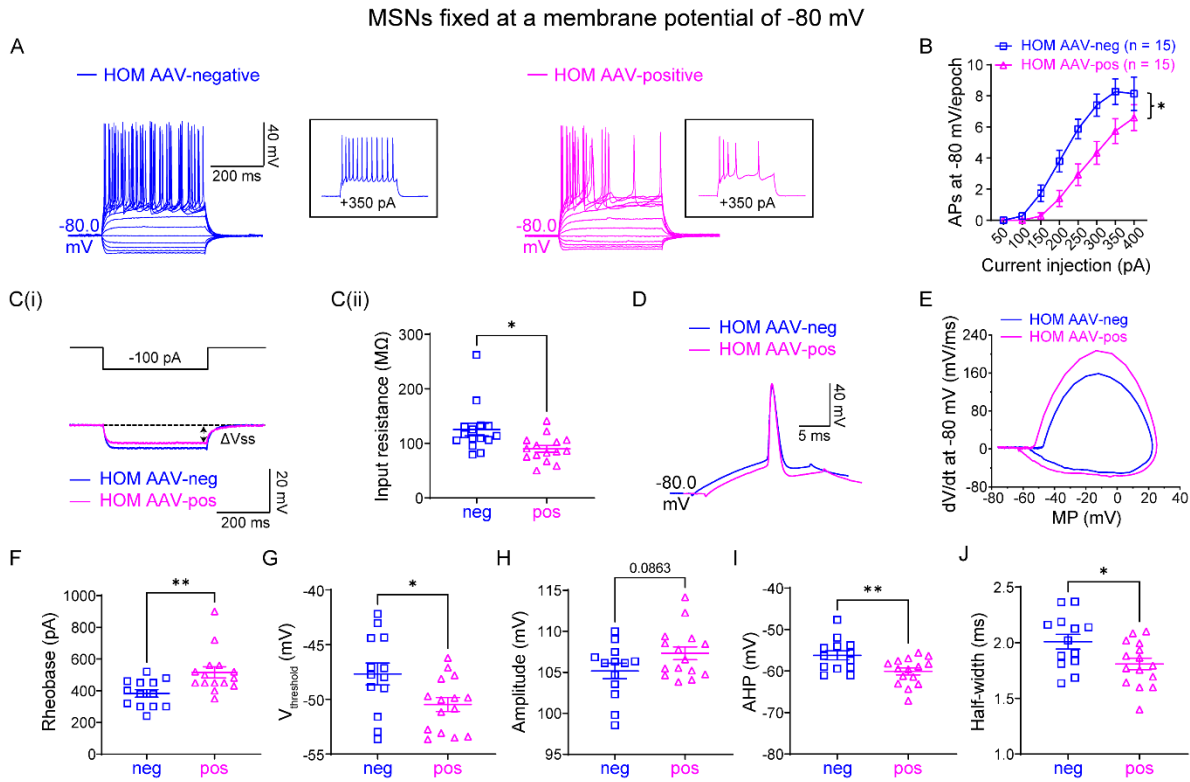 MSNs fixed at a membrane potential of -80 mV
A
HOM AAV-negative
40 mV
200 ms
-80.0
mV
+350 pA
HOM AAV-positive
-80.0
mV
+350 pA
B
HOM AAV-neg (n = 15)
HOM AAV-pos (n = 15)
APs at -80 mV/epoch
10
8
6
4
2
0
*
50
100
150
200
250
300
350
400
Current injection (pA)
C(i)
-100 pA
ΔVss
HOM AAV-neg
HOM AAV-pos
20 mV
200 ms
C(ii)
Input resistance (MΩ)
300
200
100
0
*
neg pos
D
HOM AAV-neg
HOM AAV-pos
40 mV
5 ms
-80.0
mV
E
HOM AAV-neg
HOM AAV-pos
dV/dt at -80 mV (mV/ms)
240
160
80
0
-80
-80 -60 -40 -20 0 20 40
MP (mV)
F
Rheobase (pA)
1000
800
600
400
200
0
**
neg pos
G
Vthreshold (mV)
-40
-45
-50
-55
*
neg pos
H
Amplitude (mV)
115
110
105
100
95
0.0863
neg pos
I
AHP (mV)
-40
-50
-60
-70
-80
**
neg pos
J
Half-width (ms)
2.5
2.0
1.5
1.0
*
neg pos